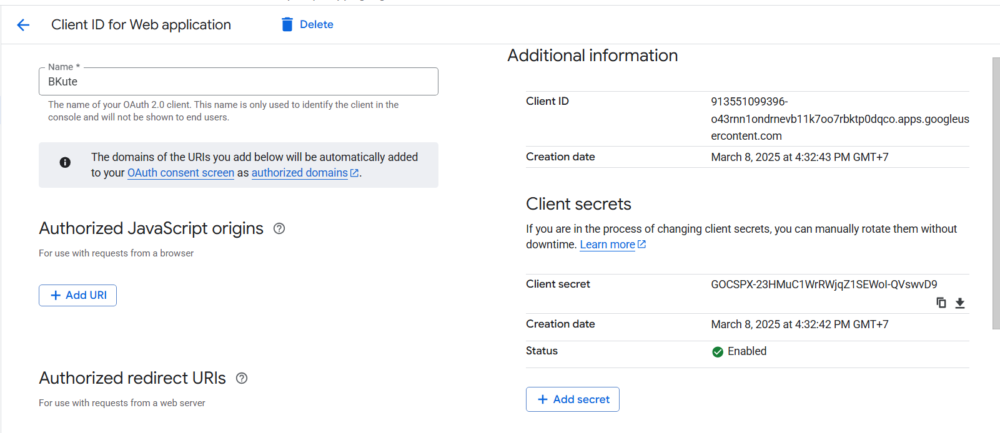 Client ID for Web application
Delete
Name *
BKute
The name of your OAuth 2.0 client. This name is only used to identify the client in the
console and will not be shown to end users.
The domains of the URIs you add below will be automatically added
to your OAuth consent screen as authorized domains.
Authorized JavaScript origins
For use with requests from a browser
+ Add URI
Authorized redirect URIs
For use with requests from a web server
Additional information
Client ID
913551099396-
o43rnn1ondrnevb11k7oo7rbktp0dqco.apps.googleus
ercontent.com
Creation date
March 8, 2025 at 4:32:43 PM GMT+7
Client secrets
If you are in the process of changing client secrets, you can manually rotate them without
downtime. Learn more
Client secret
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
Creation date
March 8, 2025 at 4:32:42 PM GMT+7
Status
Enabled
+ Add secret